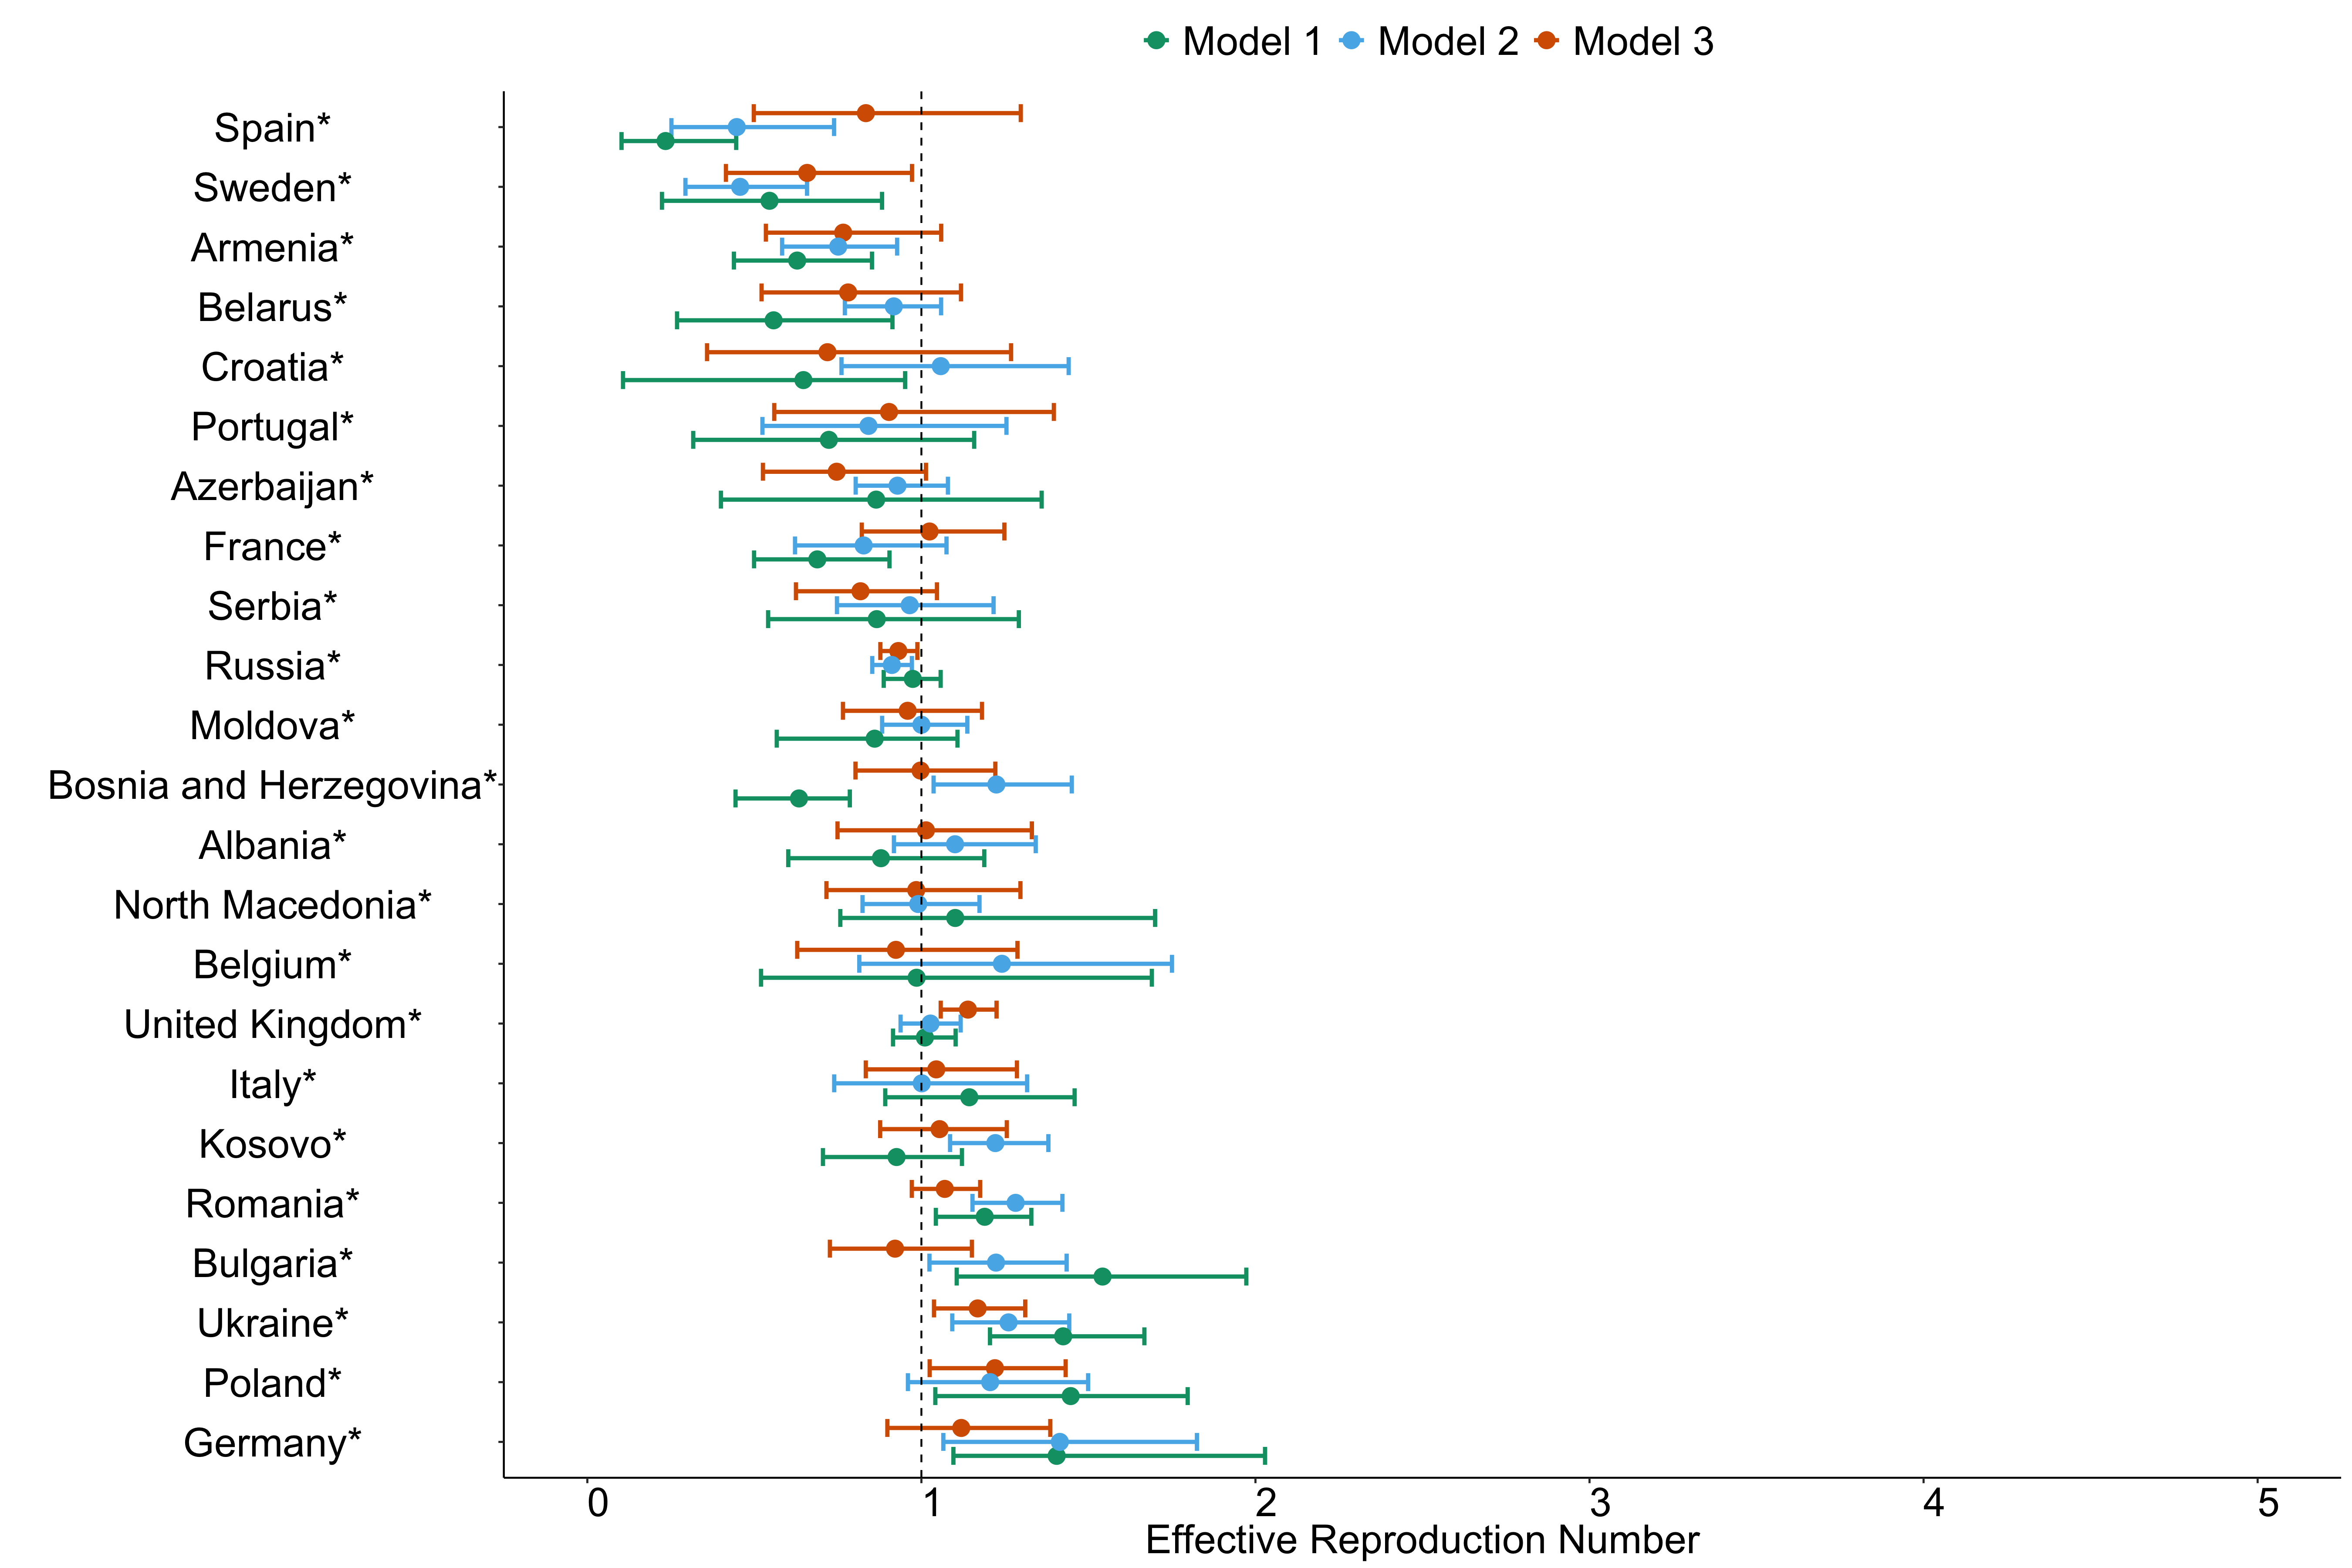 Model 1 Model 2 Model 3
Spain*
Sweden*
Armenia*
Belarus*
Croatia*
Portugal*
Azerbaijan*
France*
Serbia*
Russia*
Moldova*
Bosnia and Herzegovina*
Albania*
North Macedonia*
Belgium*
United Kingdom*
Italy*
Kosovo*
Romania*
Bulgaria*
Ukraine*
Poland*
Germany*
0 1 2 3 4 5
Effective Reproduction Number